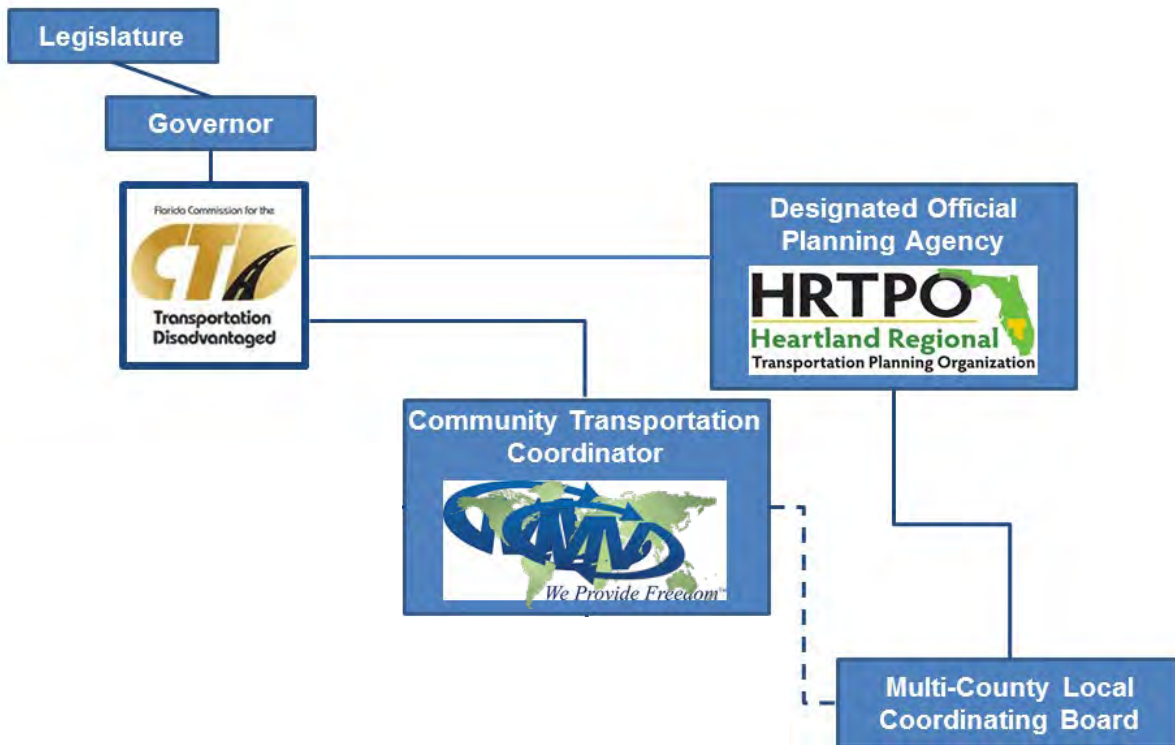 Legislature
Governor
Florida Commission for the
CTD
Transportation
Disadvantaged
Designated Official
Planning Agency
HRTPO
Heartland Regional
Transportation Planning Organization
Community Transportation
Coordinator
We Provide Freedom™
Multi-County Local
Coordinating Board